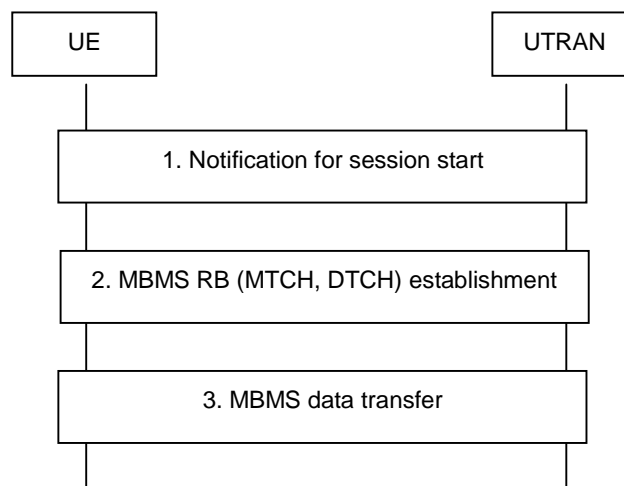 UE
UTRAN
1. Notification for session start
2. MBMS RB (MTCH, DTCH) establishment
3. MBMS data transfer